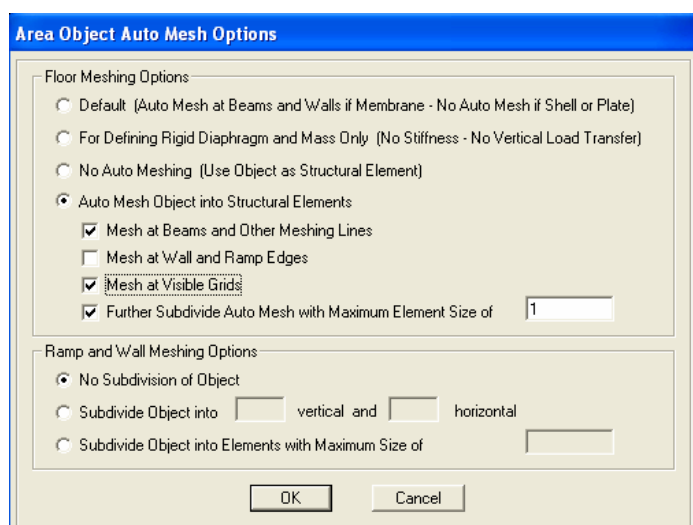 Area Object Auto Mesh Options
Floor Meshing Options
Default (Auto Mesh at Beams and Walls if Membrane - No Auto Mesh if Shell or Plate)
For Defining Rigid Diaphragm and Mass Only (No Stiffness - No Vertical Load Transfer)
No Auto Meshing (Use Object as Structural Element)
Auto Mesh Object into Structural Elements
Mesh at Beams and Other Meshing Lines
Mesh at Wall and Ramp Edges
Mesh at Visible Grids
Further Subdivide Auto Mesh with Maximum Element Size of 1
Ramp and Wall Meshing Options
No Subdivision of Object
Subdivide Object into vertical and horizontal
Subdivide Object into Elements with Maximum Size of
OK Cancel